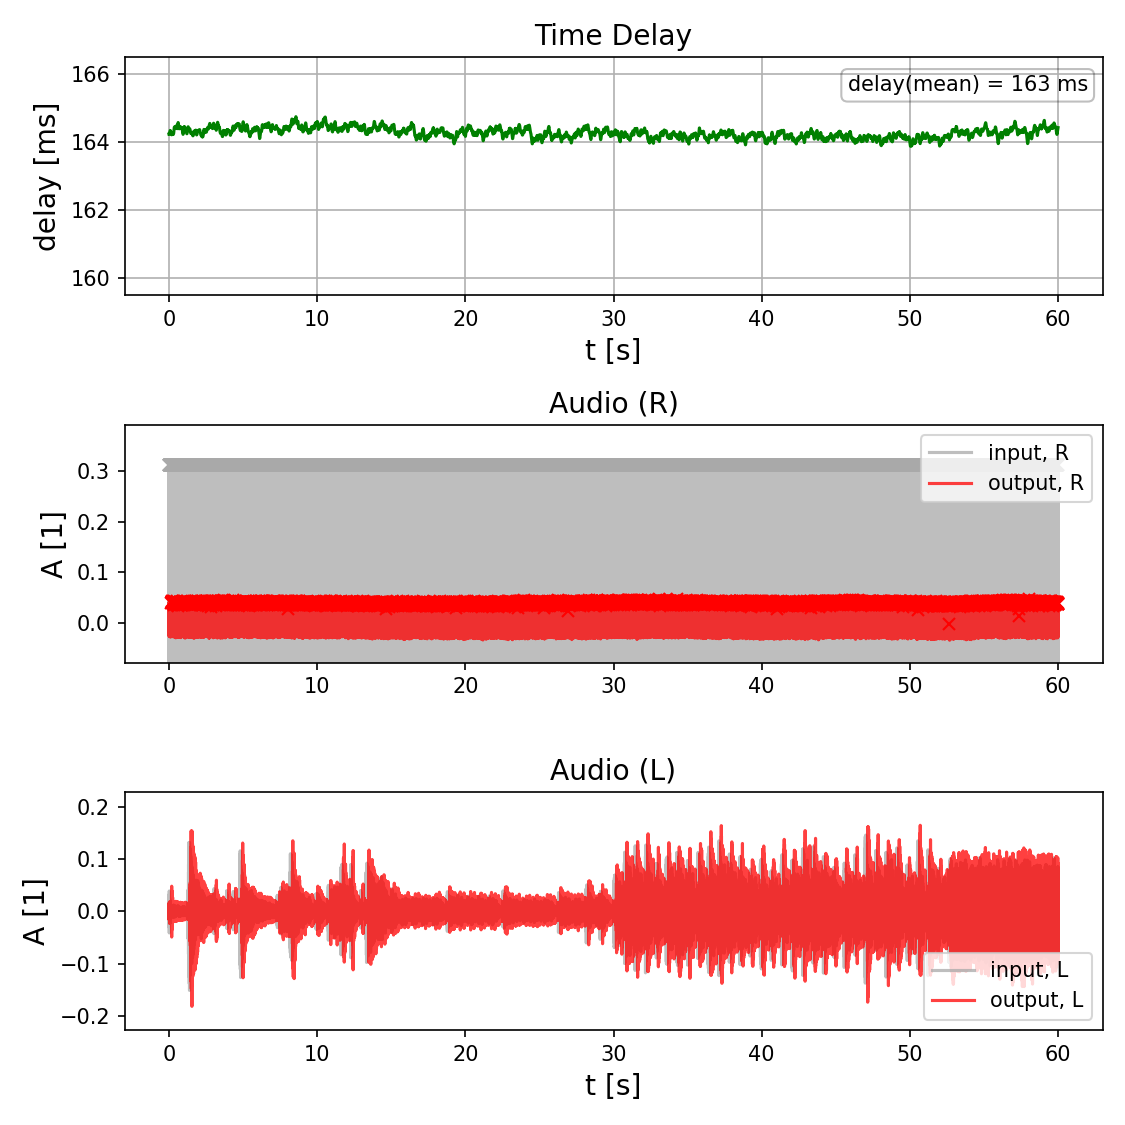 Time Delay
166
164
162
160
delay [ms]
delay(mean) = 163 ms
0 10 20 30 40 50 60
t [s]
Audio (R)
0.3
0.2
0.1
0.0
A [1]
input, R
output, R
0 10 20 30 40 50 60
Audio (L)
0.2
0.1
0.0
−0.1
−0.2
A [1]
input, L
output, L
0 10 20 30 40 50 60
t [s]